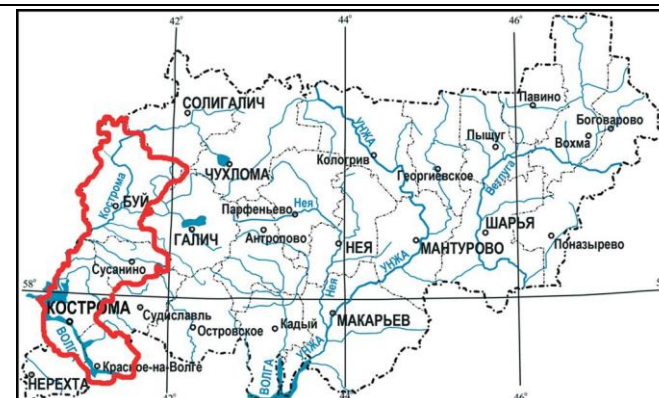 42
44
46
СОЛИГАЛИЧ
УНЖА
Павино
Боговарово
Вохма
Пыщуг
Ветлуга
Кологрив
Георгиевское
ЧУХЛОМА
Кострома
БУЙ
Парфеньево
Нея
ГАЛИЧ
Антропово
НЕЯ
МАНТУРОВО
ШАРЬЯ
Поназырево
Сусанино
УНЖА
58°
Нея
КОСТРОМА
Судиславль
Островское
Кадый
МАКАРЬЕВ
ВОЛГА
Красное-на-Волге
НЕРЕХТА
ВОЛГА
УНЖА
44
46